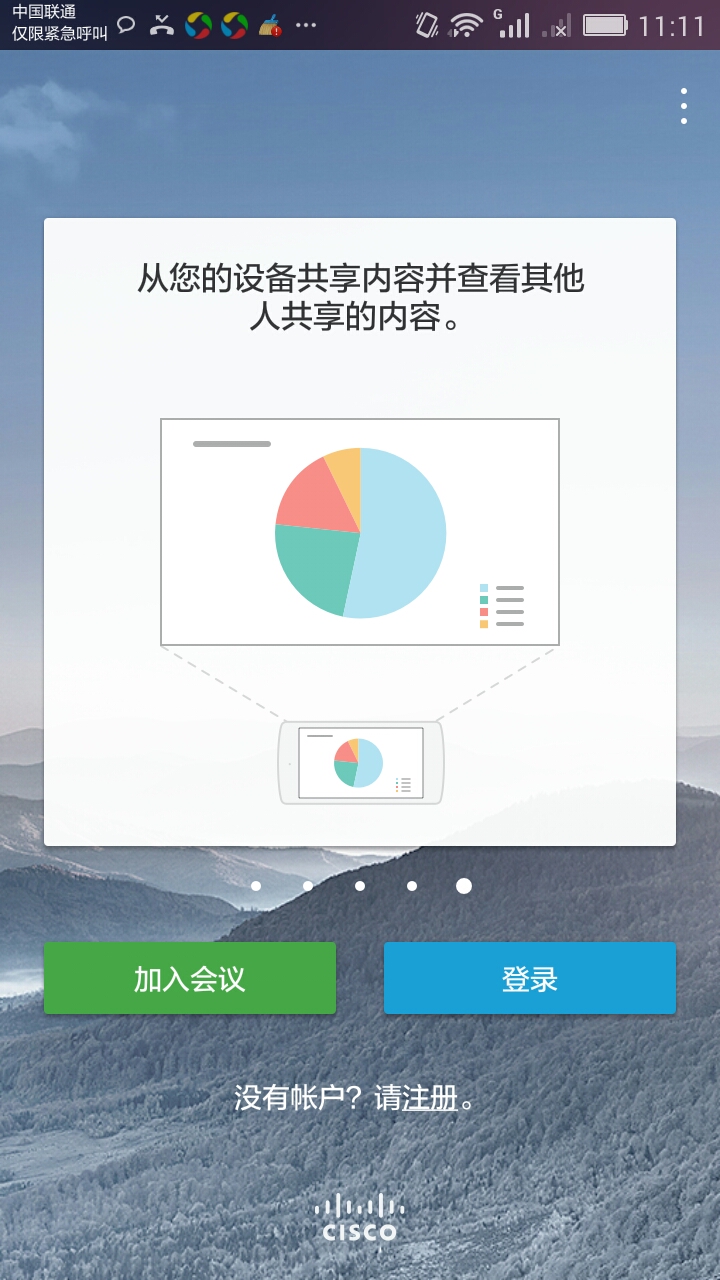 中国联通
仅限紧急呼叫
G
11:11
从您的设备共享内容并查看其他
人共享的内容。
加入会议
登录
没有帐户？请注册。
CISCO